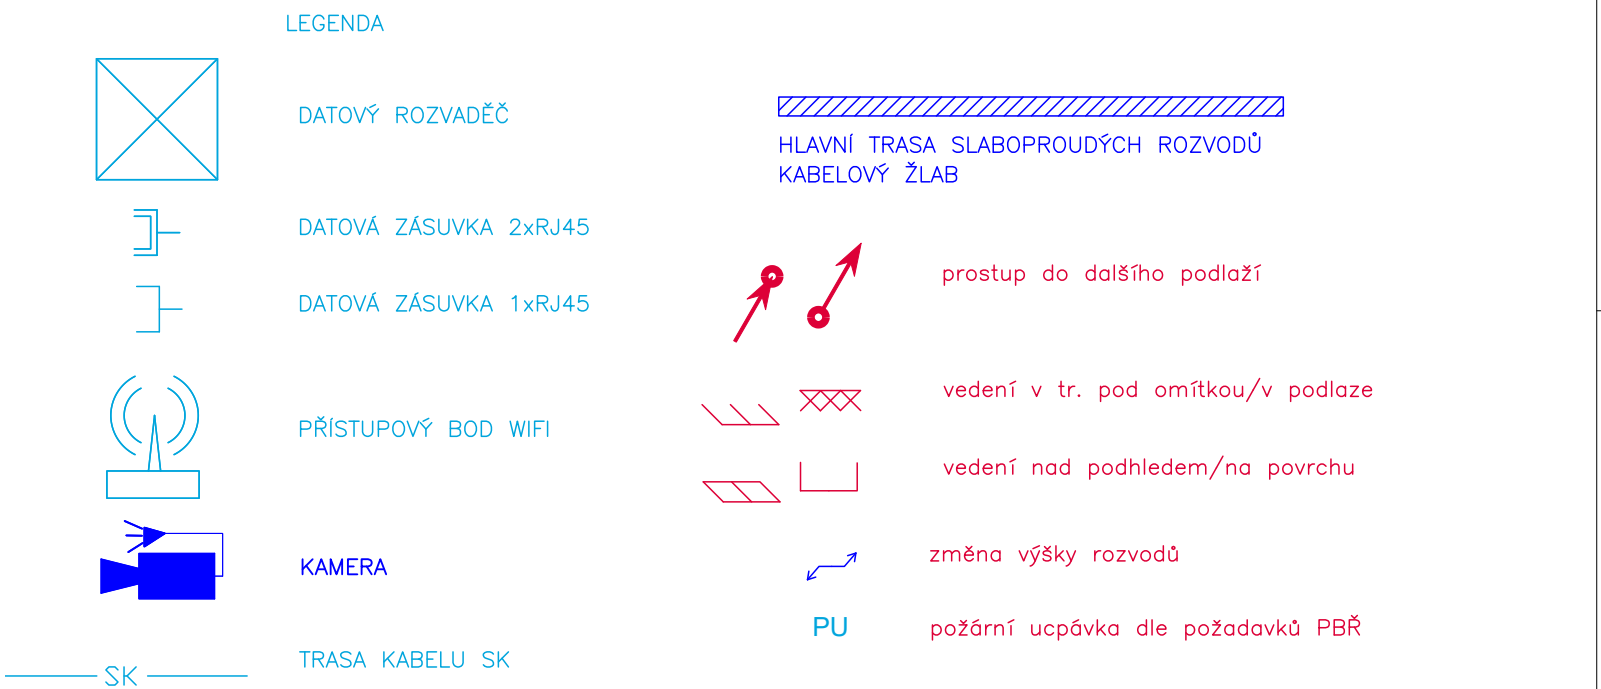 LEGENDA
DATOVÝ ROZVADĚČ
DATOVÁ ZÁSUVKA 2xRJ45
DATOVÁ ZÁSUVKA 1xRJ45
PŘÍSTUPOVÝ BOD WIFI
KAMERA
SK
TRASA KABELU SK
HLAVNÍ TRASA SLABOPROUDÝCH ROZVODŮ
KABELOVÝ ŽLAB
prostup do dalšího podlaží
vedení v tr. pod omítkou/v podlaze
vedení nad podhledem/na povrchu
změna výšky rozvodů
PU
požární ucpávka dle požadavků PBŘ